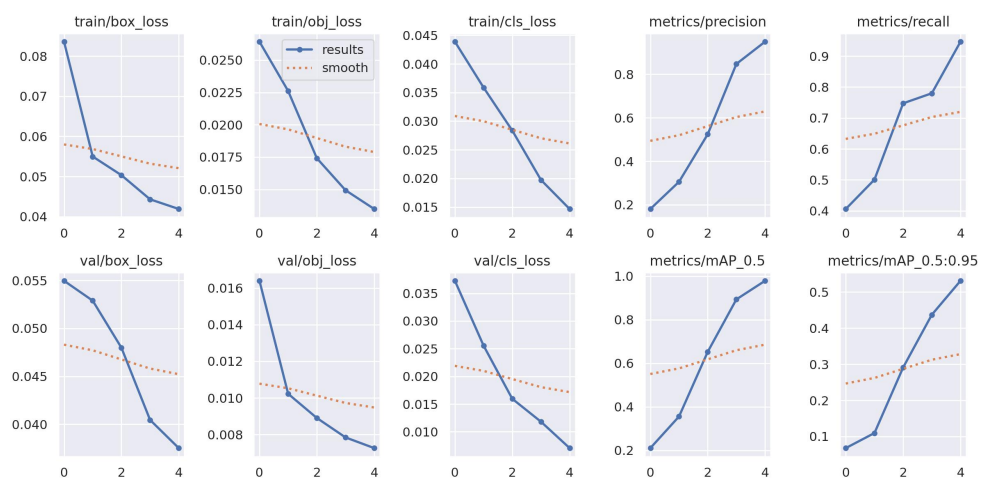 train/box_loss
train/obj_loss
train/cls_loss
metrics/precision
metrics/recall
0.08
0.07
0.06
0.05
0.04
0 2 4
0.0250
0.0225
0.0200
0.0175
0.0150
results
smooth
0 2 4
0.045
0.040
0.035
0.030
0.025
0.020
0.015
0 2 4
0.8
0.6
0.4
0.2
0 2 4
0.9
0.8
0.7
0.6
0.5
0.4
0 2 4
val/box_loss
val/obj_loss
val/cls_loss
metrics/mAP_0.5
metrics/mAP_0.5:0.95
0.055
0.050
0.045
0.040
0 2 4
0.016
0.014
0.012
0.010
0.008
0 2 4
0.035
0.030
0.025
0.020
0.015
0.010
0 2 4
1.0
0.8
0.6
0.4
0.2
0 2 4
0.5
0.4
0.3
0.2
0.1
0 2 4